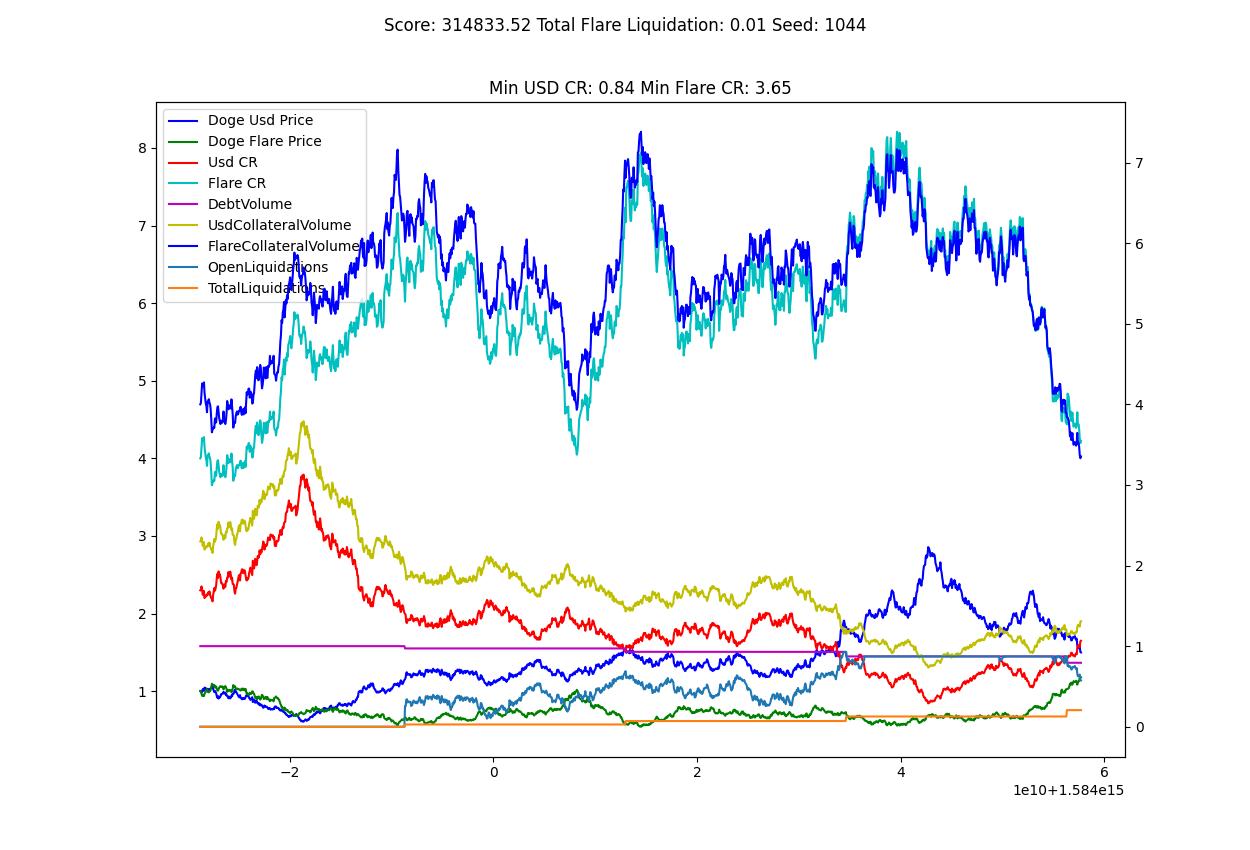 Score: 314833.52 Total Flare Liquidation: 0.01 Seed: 1044
Min USD CR: 0.84 Min Flare CR: 3.65
Doge Usd Price
Doge Flare Price
Usd CR
Flare CR
DebtVolume
UsdCollateralVolume
FlareCollateralVolume
OpenLiquidations
TotalLiquidations
8
7
6
5
4
3
2
1
7
6
5
4
3
2
1
0
−2
0
2
4
6
1e10+1.584e15